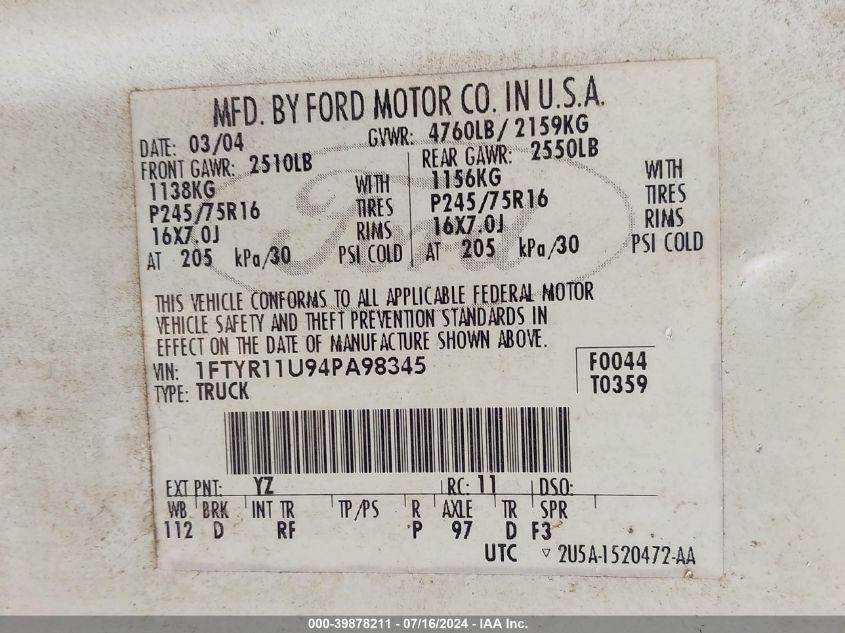 MFD. BY FORD MOTOR CO. IN U.S.A.
DATE: 03/04 GVWR: 4760LB/ 2159KG
FRONT GAWR: 2510LB REAR GAWR: 2550LB
1138KG WITH 1156KG WITH
P245/75R16 TIRES P245/75R16 TIRES
16X7.0J RIMS 16X7.0J RIMS
AT 205 kPa/30 PSI COLD AT 205 kPa/30 PSI COLD
Ford
THIS VEHICLE CONFORMS TO ALL APPLICABLE FEDERAL MOTOR
VEHICLE SAFETY AND THEFT PREVENTION STANDARDS IN
EFFECT ON THE DATE OF MANUFACTURE SHOWN ABOVE.
VIN: 1FTYR11U94PA98345 F0044
TYPE: TRUCK T0359
EXT PNT: YZ RC: 11 DSO:
WB BRK INT TR TP/PS R AXLE TR SPR
112 D RF P 97 D F3
UTC ▽ 2U5A-1520472-AA
000-39878211 - 07/16/2024 - IAA Inc.